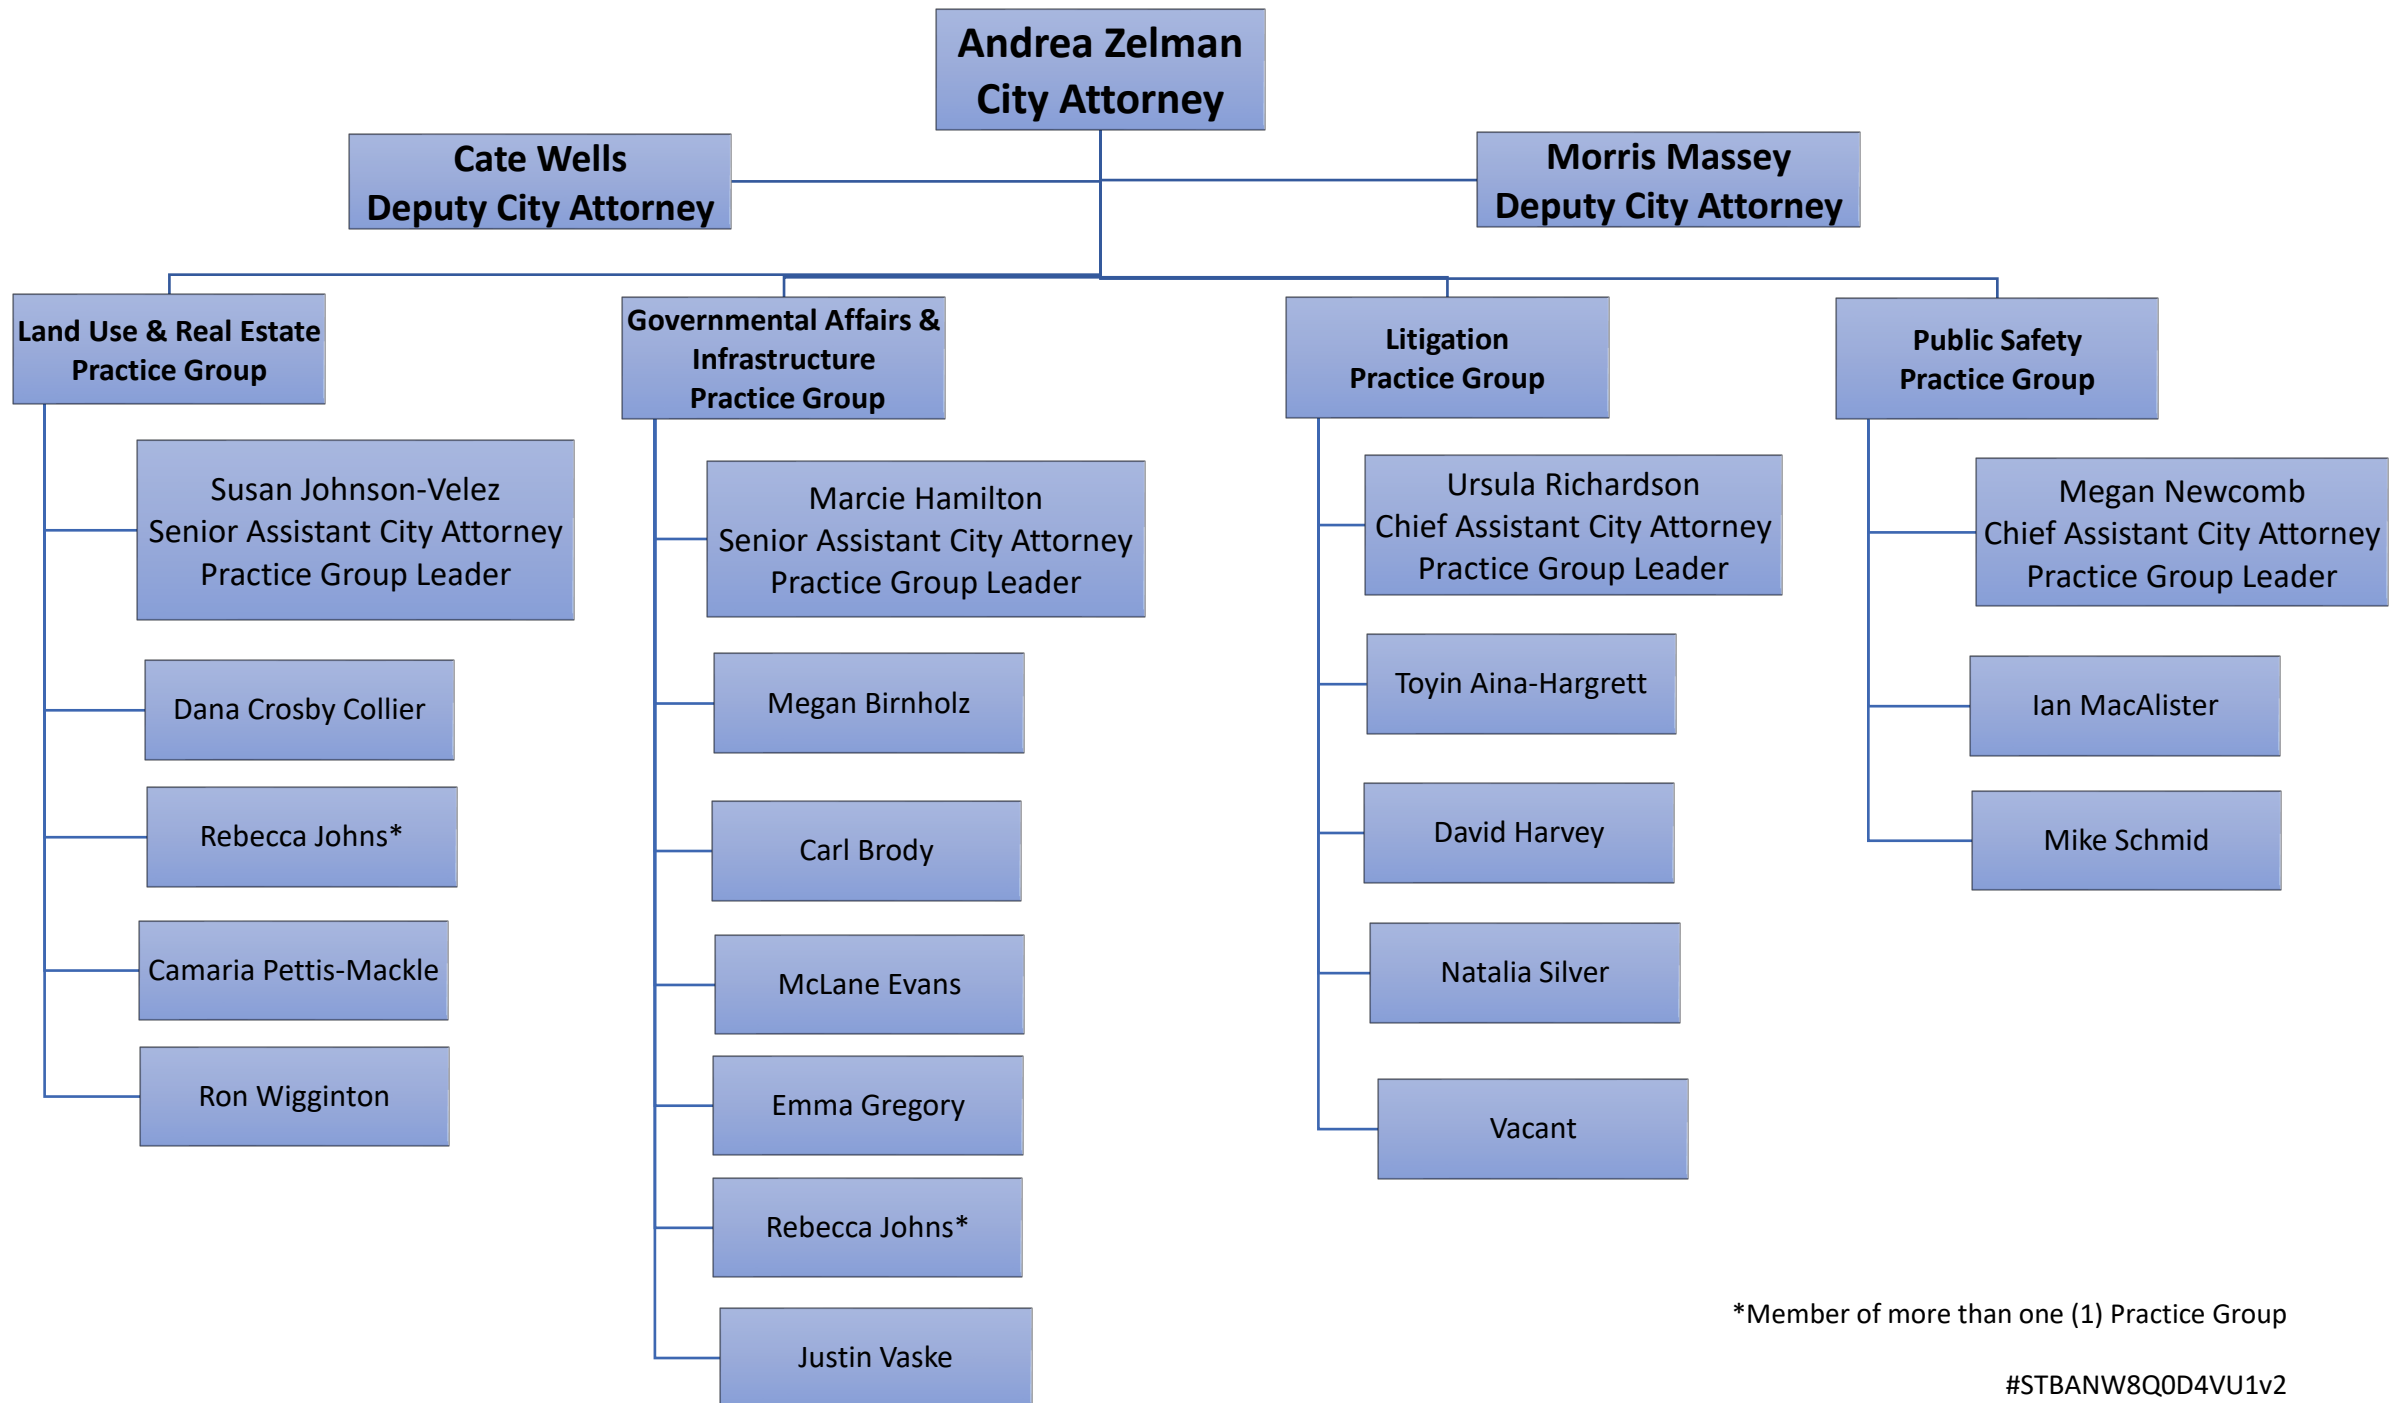 Andrea Zelman
City Attorney
Cate Wells
Deputy City Attorney
Morris Massey
Deputy City Attorney
Land Use & Real Estate
Practice Group
Susan Johnson-Velez
Senior Assistant City Attorney
Practice Group Leader
Dana Crosby Collier
Rebecca Johns*
Camaria Pettis-Mackle
Ron Wigginton
Governmental Affairs &
Infrastructure
Practice Group
Marcie Hamilton
Senior Assistant City Attorney
Practice Group Leader
Megan Birnholz
Carl Brody
McLane Evans
Emma Gregory
Rebecca Johns*
Justin Vaske
Litigation
Practice Group
Ursula Richardson
Chief Assistant City Attorney
Practice Group Leader
Toyin Aina-Hargrett
David Harvey
Natalia Silver
Vacant
Public Safety
Practice Group
Megan Newcomb
Chief Assistant City Attorney
Practice Group Leader
Ian MacAlister
Mike Schmid
*Member of more than one (1) Practice Group
#STBANW8Q0D4VU1v2